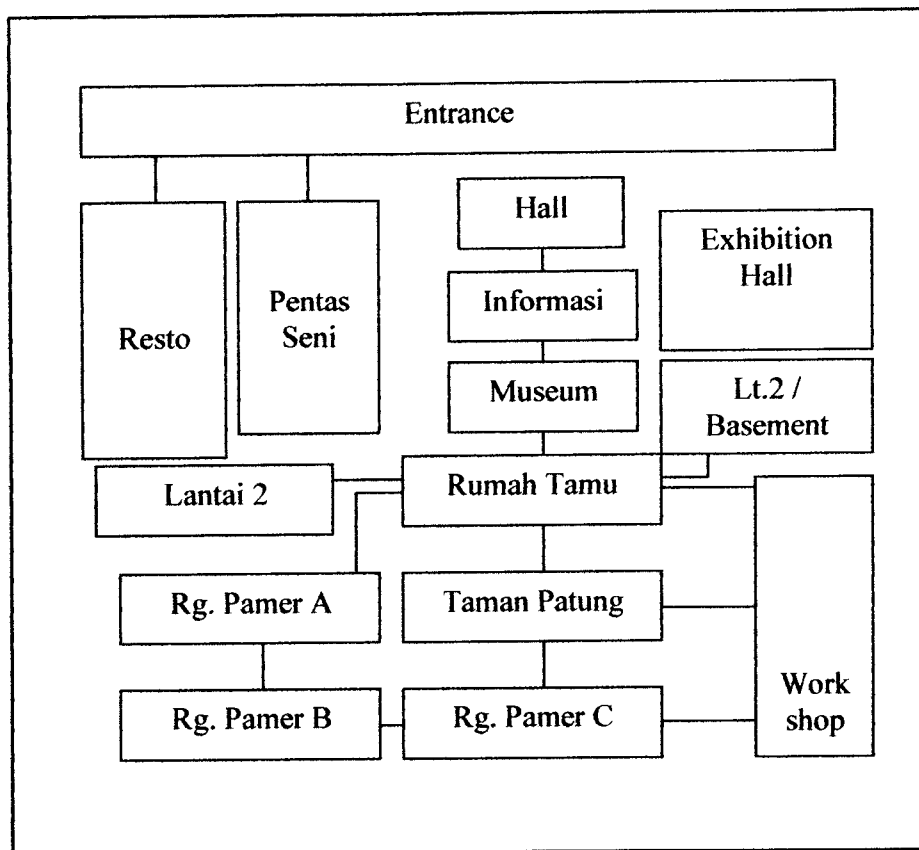 Entrance
Hall
Exhibition
Hall
Pentas
Seni
Informasi
Resto
Museum
Lt.2 /
Basement
Lantai 2
Rumah Tamu
Rg. Pamer A
Taman Patung
Work
shop
Rg. Pamer B
Rg. Pamer C